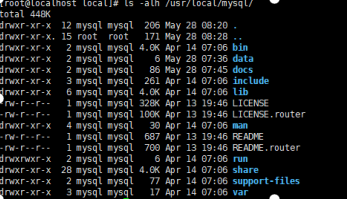 [root@localhost local]# ls -alh /usr/local/mysql/
total 448K
drwxr-xr-x 12 mysql mysql 206 May 28 08:20 .
drwxr-xr-x. 15 root root 171 May 28 08:28 ..
drwxr-xr-x 2 mysql mysql 4.0K Apr 14 07:06 bin
drwxr-xr-x 2 mysql mysql 6 May 28 07:36 data
drwxr-xr-x 2 mysql mysql 86 May 28 07:45 docs
drwxr-xr-x 3 mysql mysql 261 Apr 14 07:06 include
drwxr-xr-x 6 mysql mysql 4.0K Apr 14 07:06 lib
-rw-r--r-- 1 mysql mysql 328K Apr 13 19:46 LICENSE
-rw-r--r-- 1 mysql mysql 100K Apr 13 19:46 LICENSE.router
drwxr-xr-x 4 mysql mysql 30 Apr 14 07:06 man
-rw-r--r-- 1 mysql mysql 687 Apr 13 19:46 README
-rw-r--r-- 1 mysql mysql 700 Apr 13 19:46 README.router
drwxrwxr-x 2 mysql mysql 6 Apr 14 07:06 run
drwxr-xr-x 28 mysql mysql 4.0K Apr 14 07:06 share
drwxr-xr-x 2 mysql mysql 77 Apr 14 07:06 support-files
drwxr-xr-x 3 mysql mysql 17 Apr 14 07:06 var